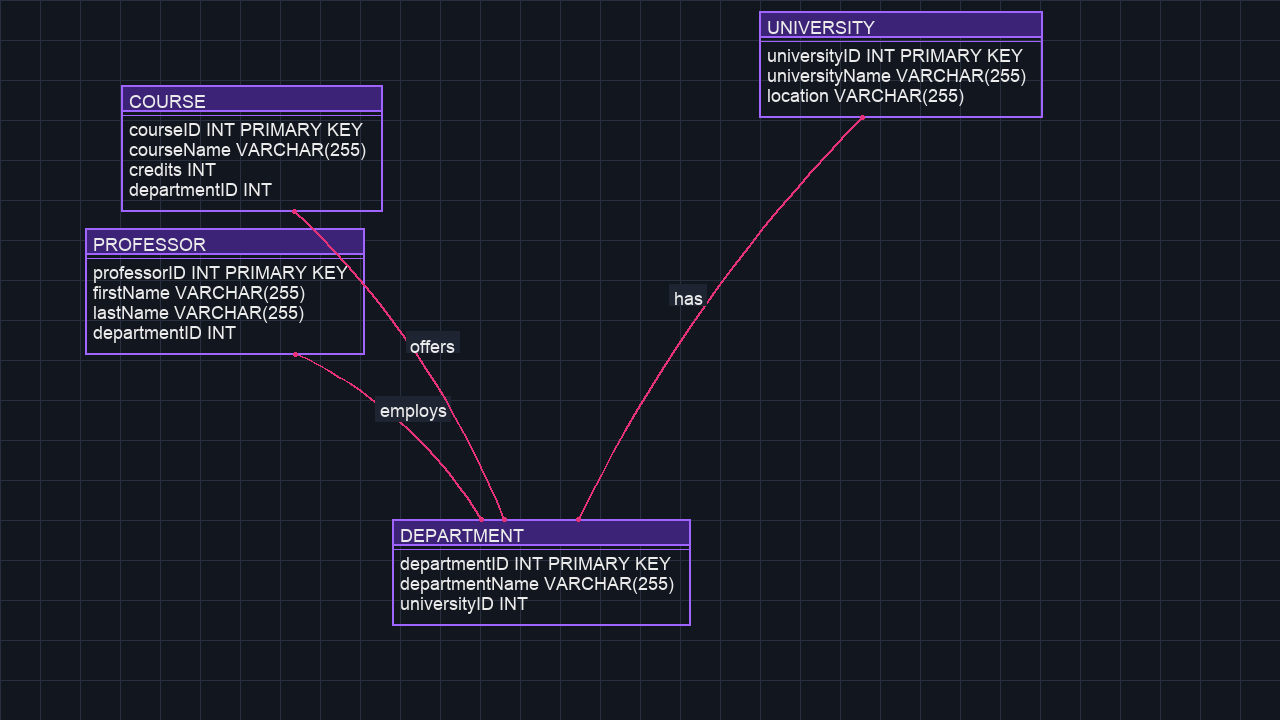 UNIVERSITY
universityID INT PRIMARY KEY
universityName VARCHAR(255)
location VARCHAR(255)
COURSE
courseID INT PRIMARY KEY
courseName VARCHAR(255)
credits INT
departmentID INT
PROFESSOR
professorID INT PRIMARY KEY
firstName VARCHAR(255)
lastName VARCHAR(255)
departmentID INT
has
offers
employs
DEPARTMENT
departmentID INT PRIMARY KEY
departmentName VARCHAR(255)
universityID INT